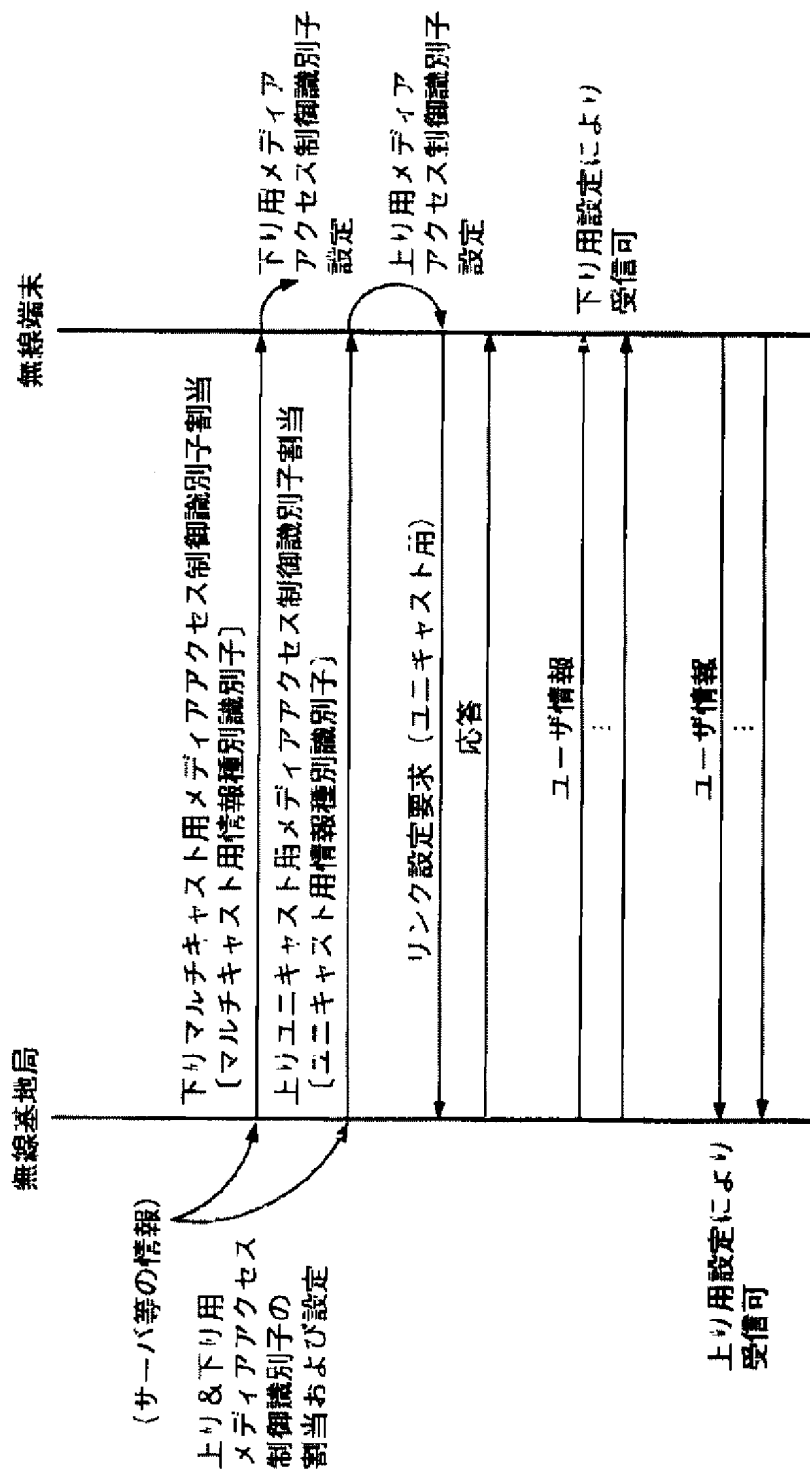 無線基地局
無線端末
(サーバ等の情報)
上り&下り用
メディアアクセス
制御識別子の
割当および設定
下りマルチキャスト用メディアアクセス制御識別子割当
〔マルチキャスト用情報種別識別子〕
下り用メディア
アクセス制御識別子
設定
上りユニキャスト用メディアアクセス制御識別子割当
〔ユニキャスト用情報種別識別子〕
上り用メディア
アクセス制御識別子
設定
リンク設定要求(ユニキャスト用)
応答
ユーザ情報
…
下り用設定により
受信可
ユーザ情報
…
上り用設定により
受信可